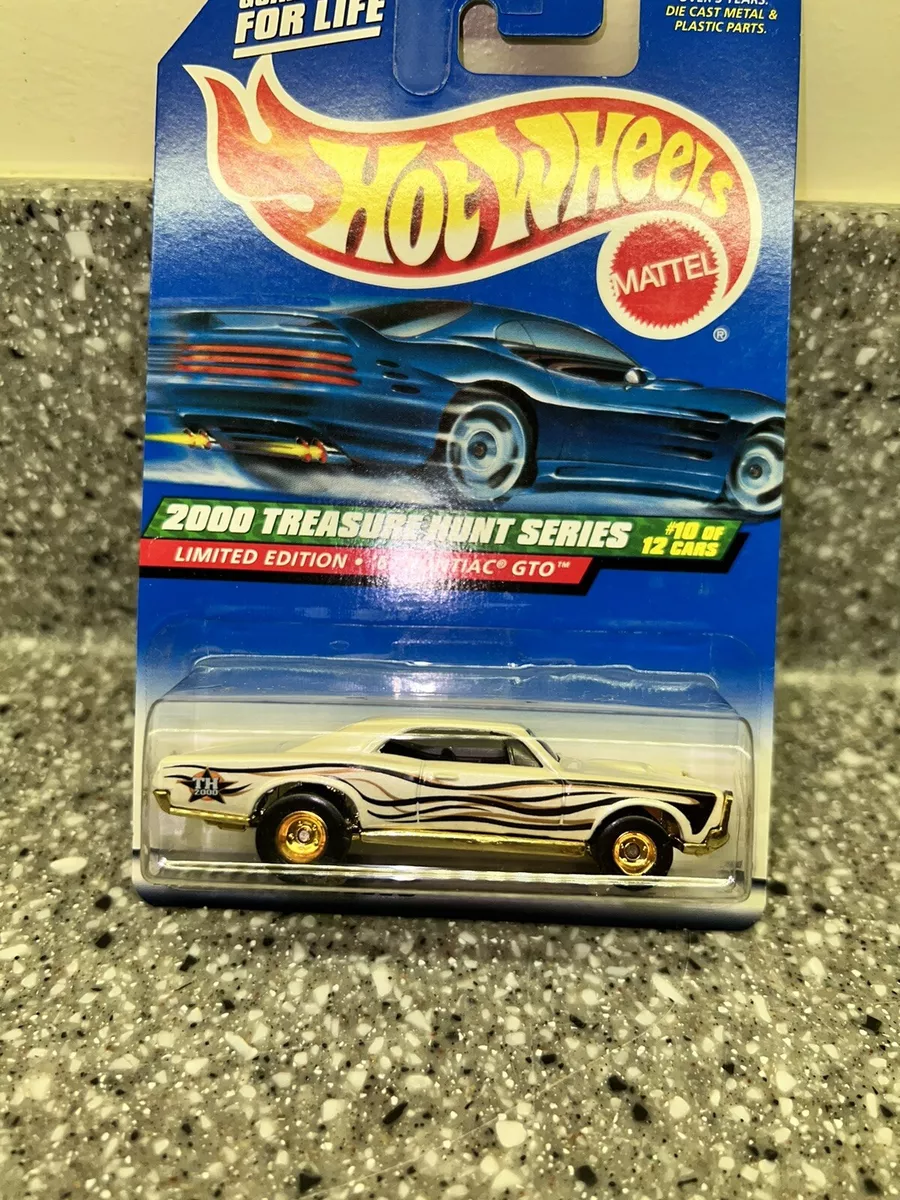 FOR LIFE
DIE CAST METAL &
PLASTIC PARTS.
HOT WHEELS
MATTEL
®
2000 TREASURE HUNT SERIES
#10 OF
12 CARS
LIMITED EDITION • PONTIAC® GTO™
TH
2000